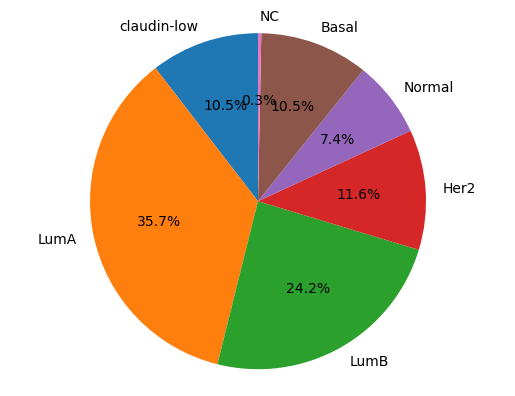 NC
claudin-low
Basal
Normal
0.3%
10.5%
10.5%
7.4%
Her2
11.6%
35.7%
LumA
24.2%
LumB